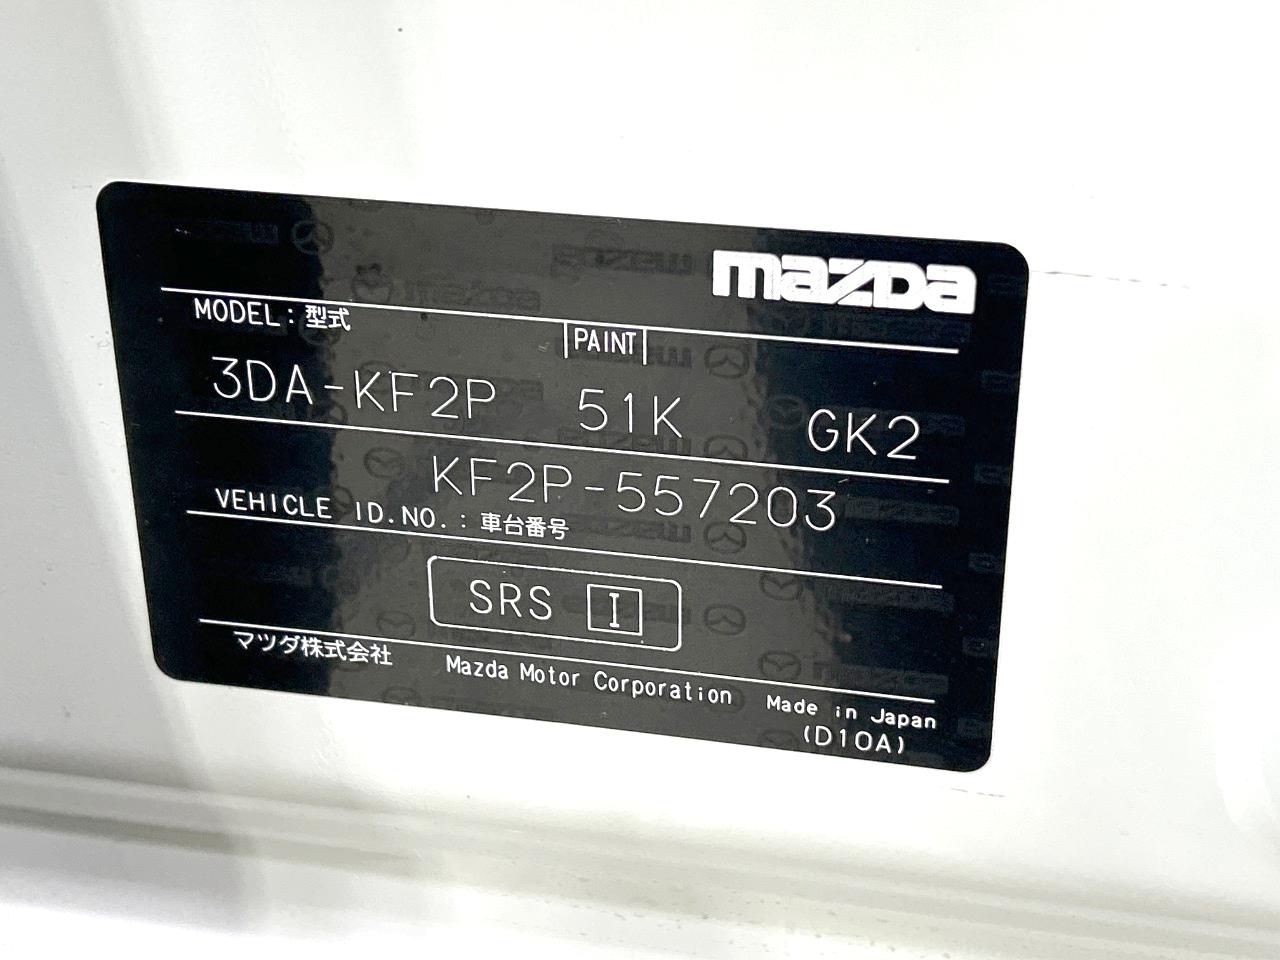 mazda
MODEL：型式
PAINT
3DA-KF2P 51K GK2
KF2P-557203
VEHICLE ID.NO.：車台番号
SRS I
マツダ株式会社 Mazda Motor Corporation Made in Japan
(D10A)